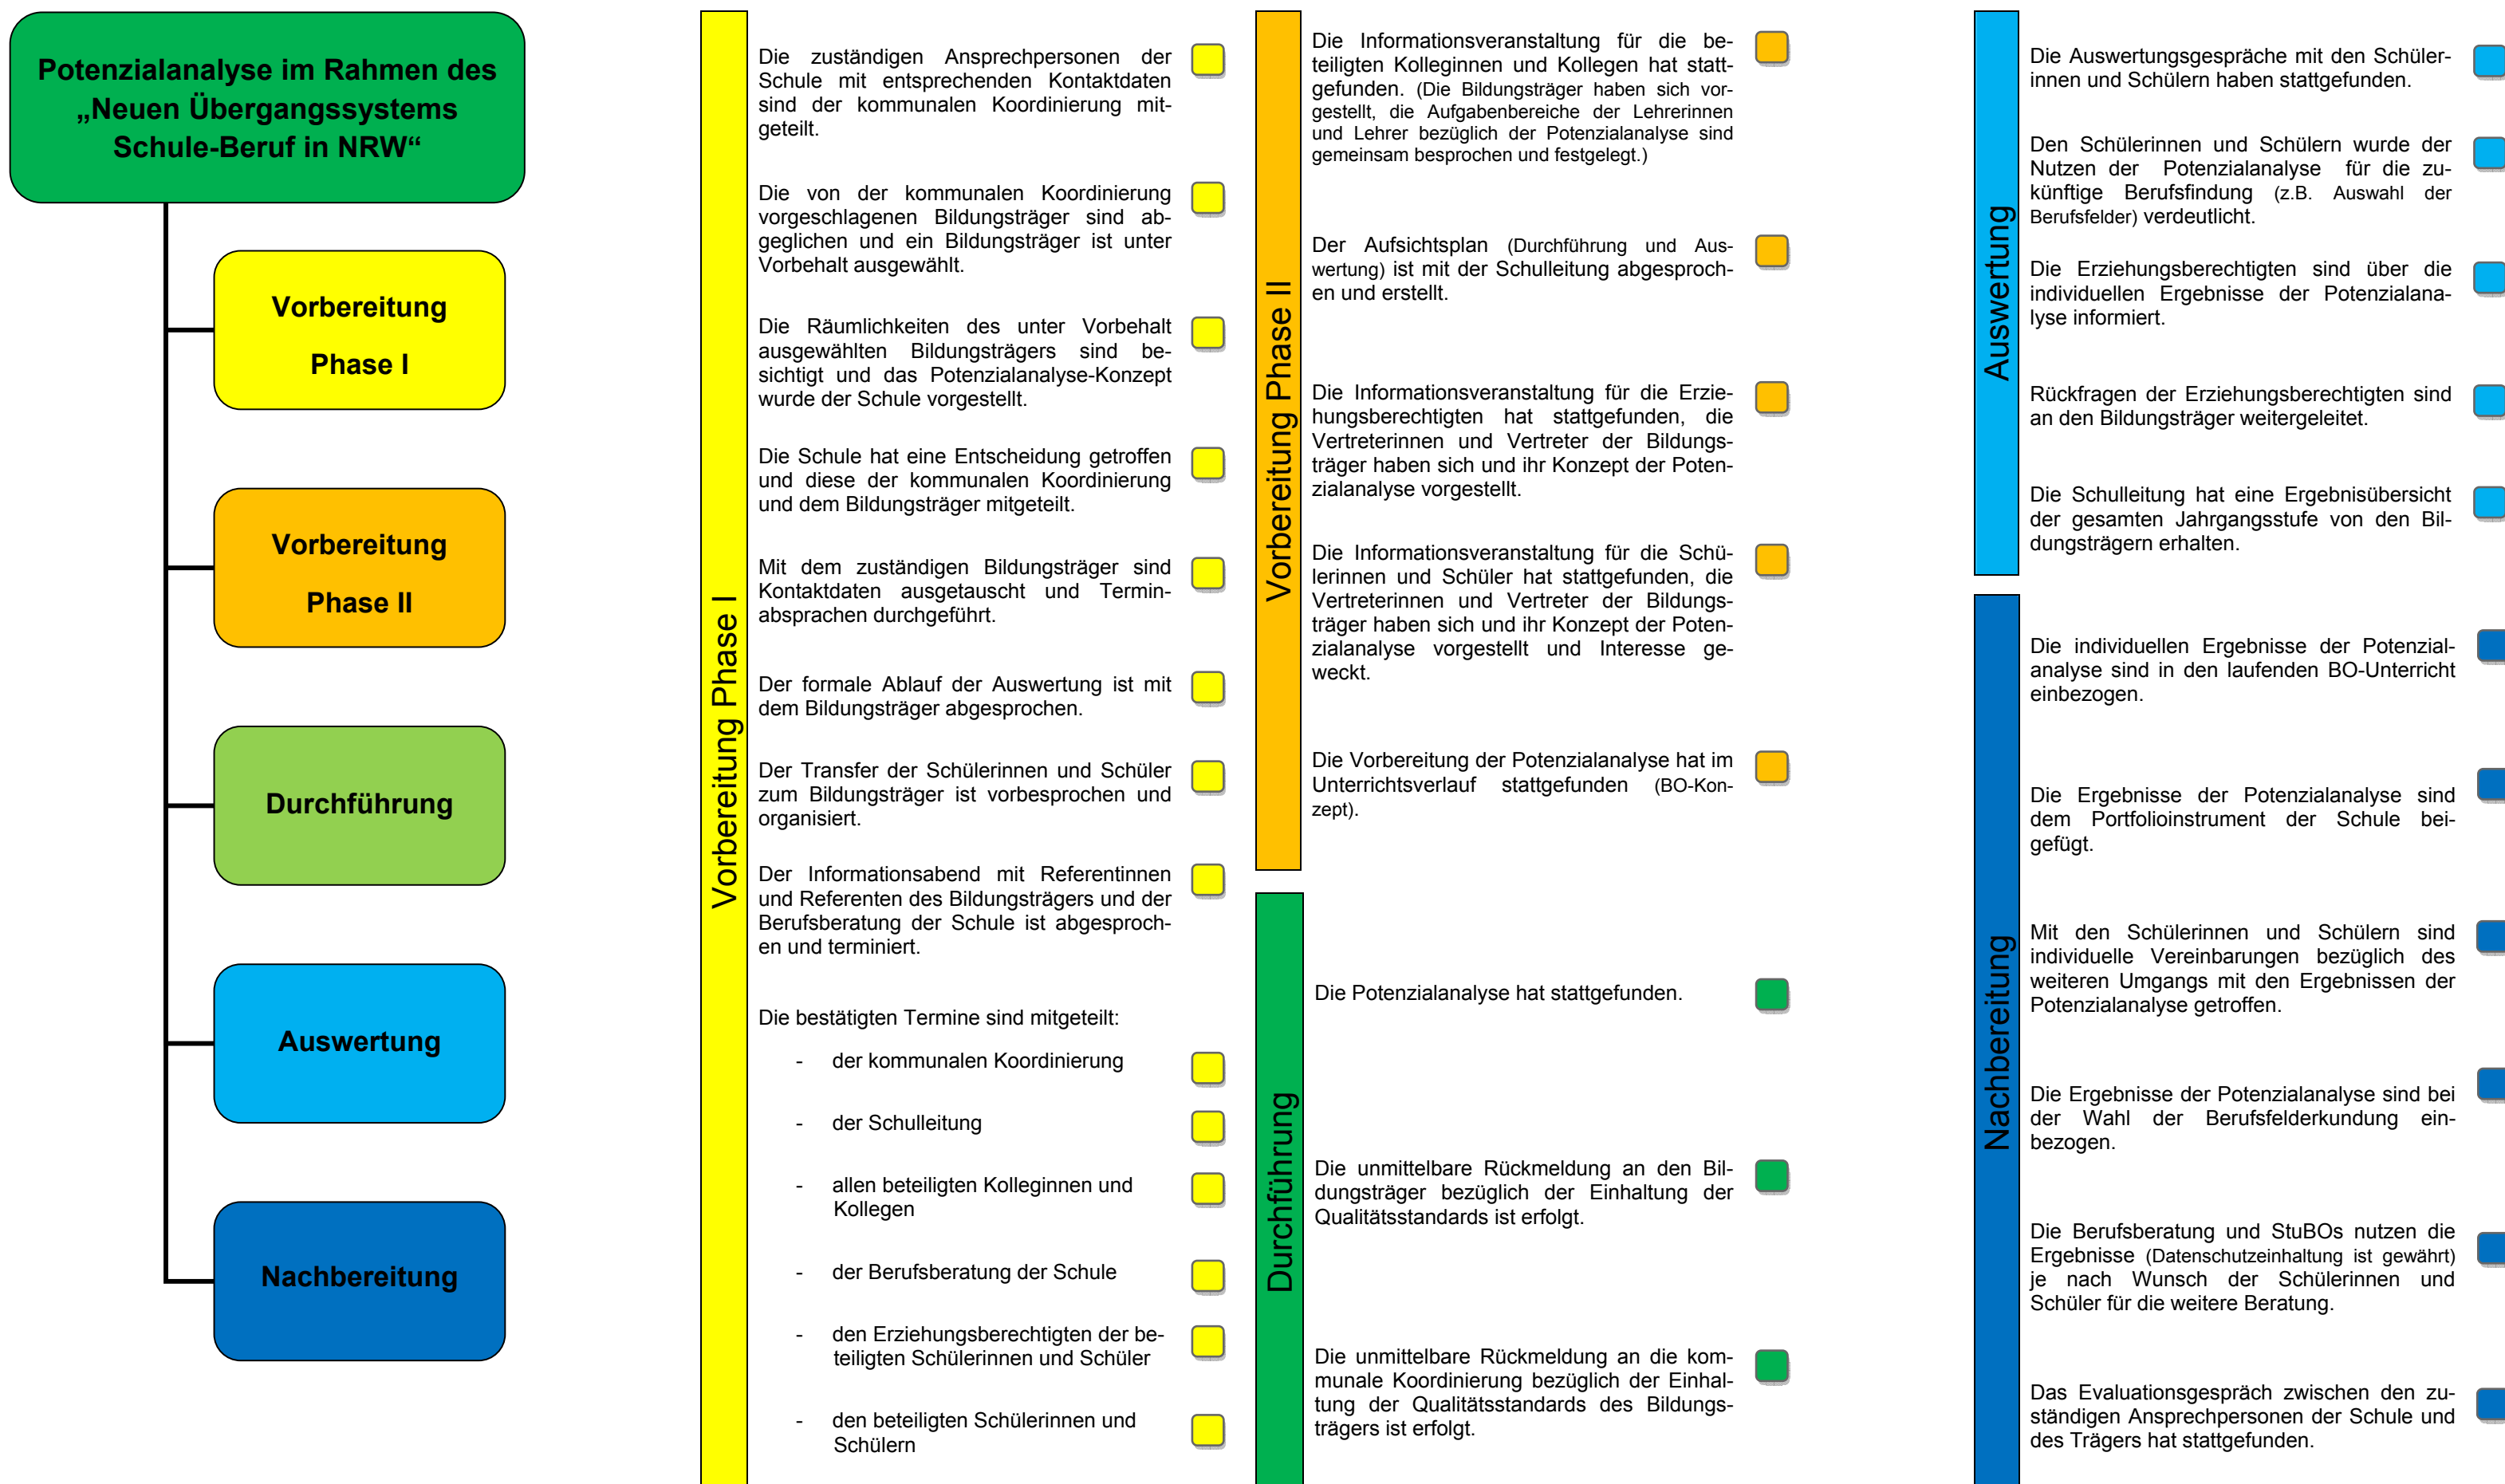 Potenzialanalyse im Rahmen des
„Neuen Übergangssystems
Schule-Beruf in NRW“
Vorbereitung
Phase I
Vorbereitung
Phase II
Durchführung
Auswertung
Nachbereitung
Vorbereitung Phase I
Die zuständigen Ansprechpersonen der
Schule mit entsprechenden Kontaktdaten
sind der kommunalen Koordinierung mit-
geteilt.
Die von der kommunalen Koordinierung
vorgeschlagenen Bildungsträger sind ab-
geglichen und ein Bildungsträger ist unter
Vorbehalt ausgewählt.
Die Räumlichkeiten des unter Vorbehalt
ausgewählten Bildungsträgers sind be-
sichtigt und das Potenzialanalyse-Konzept
wurde der Schule vorgestellt.
Die Schule hat eine Entscheidung getroffen
und diese der kommunalen Koordinierung
und dem Bildungsträger mitgeteilt.
Mit dem zuständigen Bildungsträger sind
Kontaktdaten ausgetauscht und Termin-
absprachen durchgeführt.
Der formale Ablauf der Auswertung ist mit
dem Bildungsträger abgesprochen.
Der Transfer der Schülerinnen und Schüler
zum Bildungsträger ist vorbesprochen und
organisiert.
Der Informationsabend mit Referentinnen
und Referenten des Bildungsträgers und der
Berufsberatung der Schule ist abgesproch-
en und terminiert.
Die bestätigten Termine sind mitgeteilt:
- der kommunalen Koordinierung
- der Schulleitung
- allen beteiligten Kolleginnen und
Kollegen
- der Berufsberatung der Schule
- den Erziehungsberechtigten der be-
teiligten Schülerinnen und Schüler
- den beteiligten Schülerinnen und
Schülern
Vorbereitung Phase II
Die Informationsveranstaltung für die be-
teiligten Kolleginnen und Kollegen hat statt-
gefunden. (Die Bildungsträger haben sich vor-
gestellt, die Aufgabenbereiche der Lehrerinnen
und Lehrer bezüglich der Potenzialanalyse sind
gemeinsam besprochen und festgelegt.)
Der Aufsichtsplan (Durchführung und Aus-
wertung) ist mit der Schulleitung abgesproch-
en und erstellt.
Die Informationsveranstaltung für die Erzie-
hungsberechtigten hat stattgefunden, die
Vertreterinnen und Vertreter der Bildungs-
träger haben sich und ihr Konzept der Poten-
zialanalyse vorgestellt.
Die Informationsveranstaltung für die Schü-
lerinnen und Schüler hat stattgefunden, die
Vertreterinnen und Vertreter der Bildungs-
träger haben sich und ihr Konzept der Poten-
zialanalyse vorgestellt und Interesse ge-
weckt.
Die Vorbereitung der Potenzialanalyse hat im
Unterrichtsverlauf stattgefunden (BO-Kon-
zept).
Durchführung
Die Potenzialanalyse hat stattgefunden.
Die unmittelbare Rückmeldung an den Bil-
dungsträger bezüglich der Einhaltung der
Qualitätsstandards ist erfolgt.
Die unmittelbare Rückmeldung an die kom-
munale Koordinierung bezüglich der Einhal-
tung der Qualitätsstandards des Bildungs-
trägers ist erfolgt.
Auswertung
Die Auswertungsgespräche mit den Schüler-
innen und Schülern haben stattgefunden.
Den Schülerinnen und Schülern wurde der
Nutzen der Potenzialanalyse für die zu-
künftige Berufsfindung (z.B. Auswahl der
Berufsfelder) verdeutlicht.
Die Erziehungsberechtigten sind über die
individuellen Ergebnisse der Potenzialana-
lyse informiert.
Rückfragen der Erziehungsberechtigten sind
an den Bildungsträger weitergeleitet.
Die Schulleitung hat eine Ergebnisübersicht
der gesamten Jahrgangsstufe von den Bil-
dungsträgern erhalten.
Nachbereitung
Die individuellen Ergebnisse der Potenzial-
analyse sind in den laufenden BO-Unterricht
einbezogen.
Die Ergebnisse der Potenzialanalyse sind
dem Portfolioinstrument der Schule bei-
gefügt.
Mit den Schülerinnen und Schülern sind
individuelle Vereinbarungen bezüglich des
weiteren Umgangs mit den Ergebnissen der
Potenzialanalyse getroffen.
Die Ergebnisse der Potenzialanalyse sind bei
der Wahl der Berufsfelderkundung ein-
bezogen.
Die Berufsberatung und StuBOs nutzen die
Ergebnisse (Datenschutzeinhaltung ist gewährt)
je nach Wunsch der Schülerinnen und
Schüler für die weitere Beratung.
Das Evaluationsgespräch zwischen den zu-
ständigen Ansprechpersonen der Schule und
des Trägers hat stattgefunden.